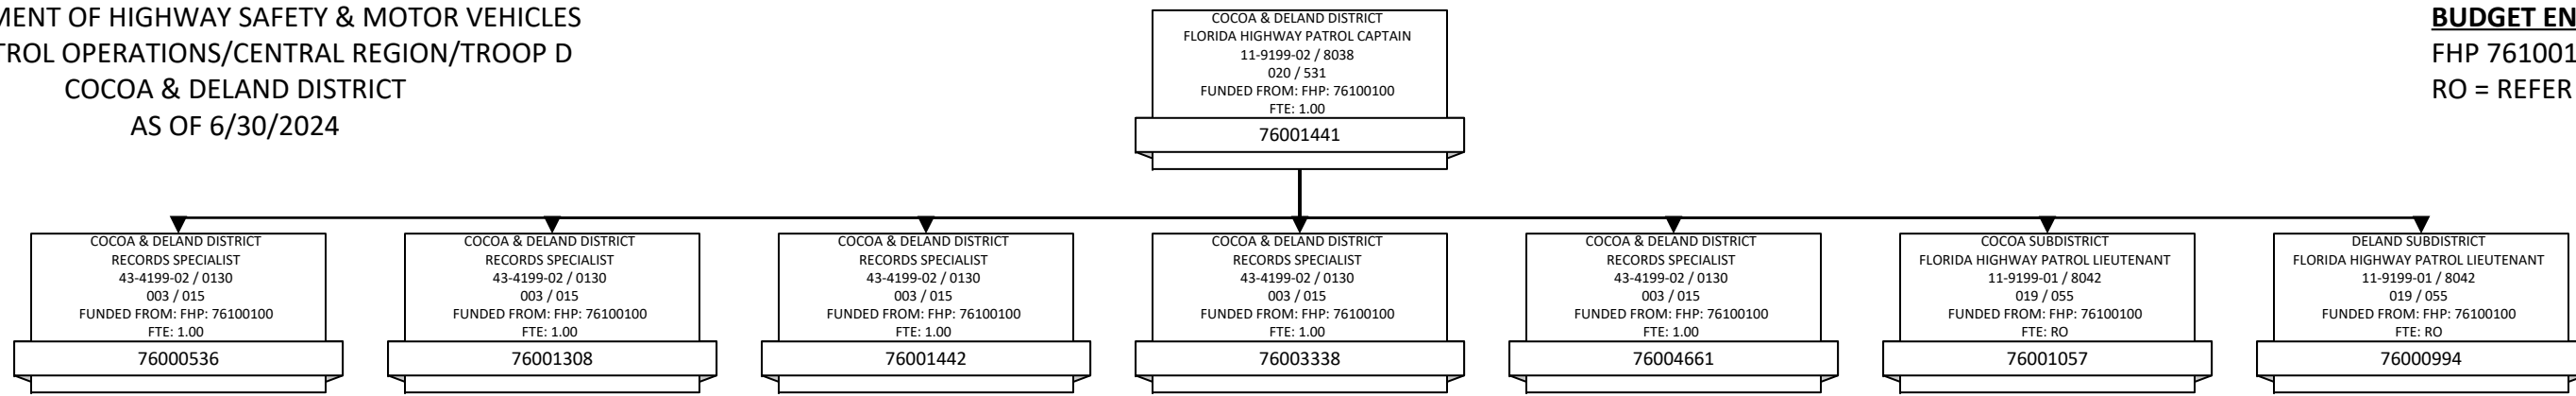 MENT OF HIGHWAY SAFETY & MOTOR VEHICLES
TROL OPERATIONS/CENTRAL REGION/TROOP D
COCOA & DELAND DISTRICT
AS OF 6/30/2024
COCOA & DELAND DISTRICT
FLORIDA HIGHWAY PATROL CAPTAIN
11-9199-02 / 8038
020 / 531
FUNDED FROM: FHP: 76100100
FTE: 1.00
76001441
BUDGET EN
FHP 761001
RO = REFER
COCOA & DELAND DISTRICT
RECORDS SPECIALIST
43-4199-02 / 0130
003 / 015
FUNDED FROM: FHP: 76100100
FTE: 1.00
76000536
COCOA & DELAND DISTRICT
RECORDS SPECIALIST
43-4199-02 / 0130
003 / 015
FUNDED FROM: FHP: 76100100
FTE: 1.00
76001308
COCOA & DELAND DISTRICT
RECORDS SPECIALIST
43-4199-02 / 0130
003 / 015
FUNDED FROM: FHP: 76100100
FTE: 1.00
76001442
COCOA & DELAND DISTRICT
RECORDS SPECIALIST
43-4199-02 / 0130
003 / 015
FUNDED FROM: FHP: 76100100
FTE: 1.00
76003338
COCOA & DELAND DISTRICT
RECORDS SPECIALIST
43-4199-02 / 0130
003 / 015
FUNDED FROM: FHP: 76100100
FTE: 1.00
76004661
COCOA SUBDISTRICT
FLORIDA HIGHWAY PATROL LIEUTENANT
11-9199-01 / 8042
019 / 055
FUNDED FROM: FHP: 76100100
FTE: RO
76001057
DELAND SUBDISTRICT
FLORIDA HIGHWAY PATROL LIEUTENANT
11-9199-01 / 8042
019 / 055
FUNDED FROM: FHP: 76100100
FTE: RO
76000994